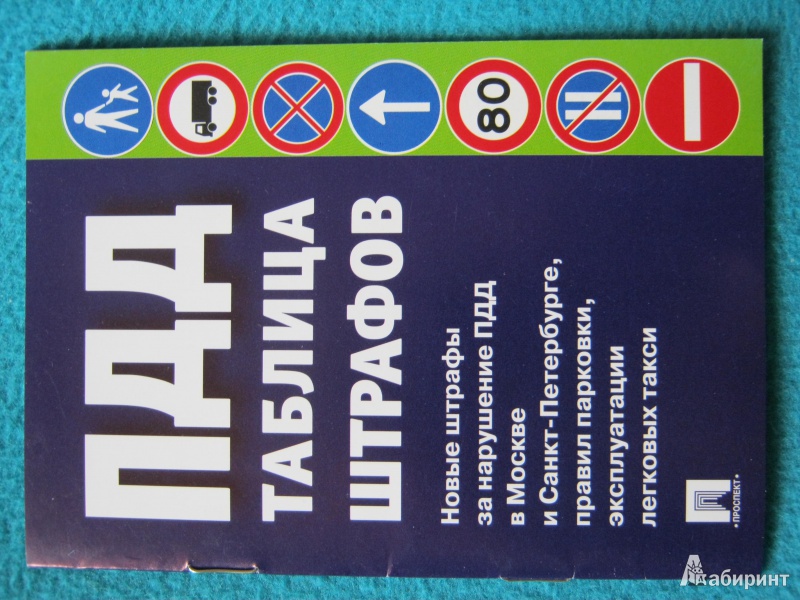 80
ПДД
ТАБЛИЦА
ШТРАФОВ
Новые штрафы
за нарушение ПДД
в Москве
и Санкт-Петербурге,
правил парковки,
эксплуатации
легковых такси
•ПРОСПЕКТ•
Лабиринт